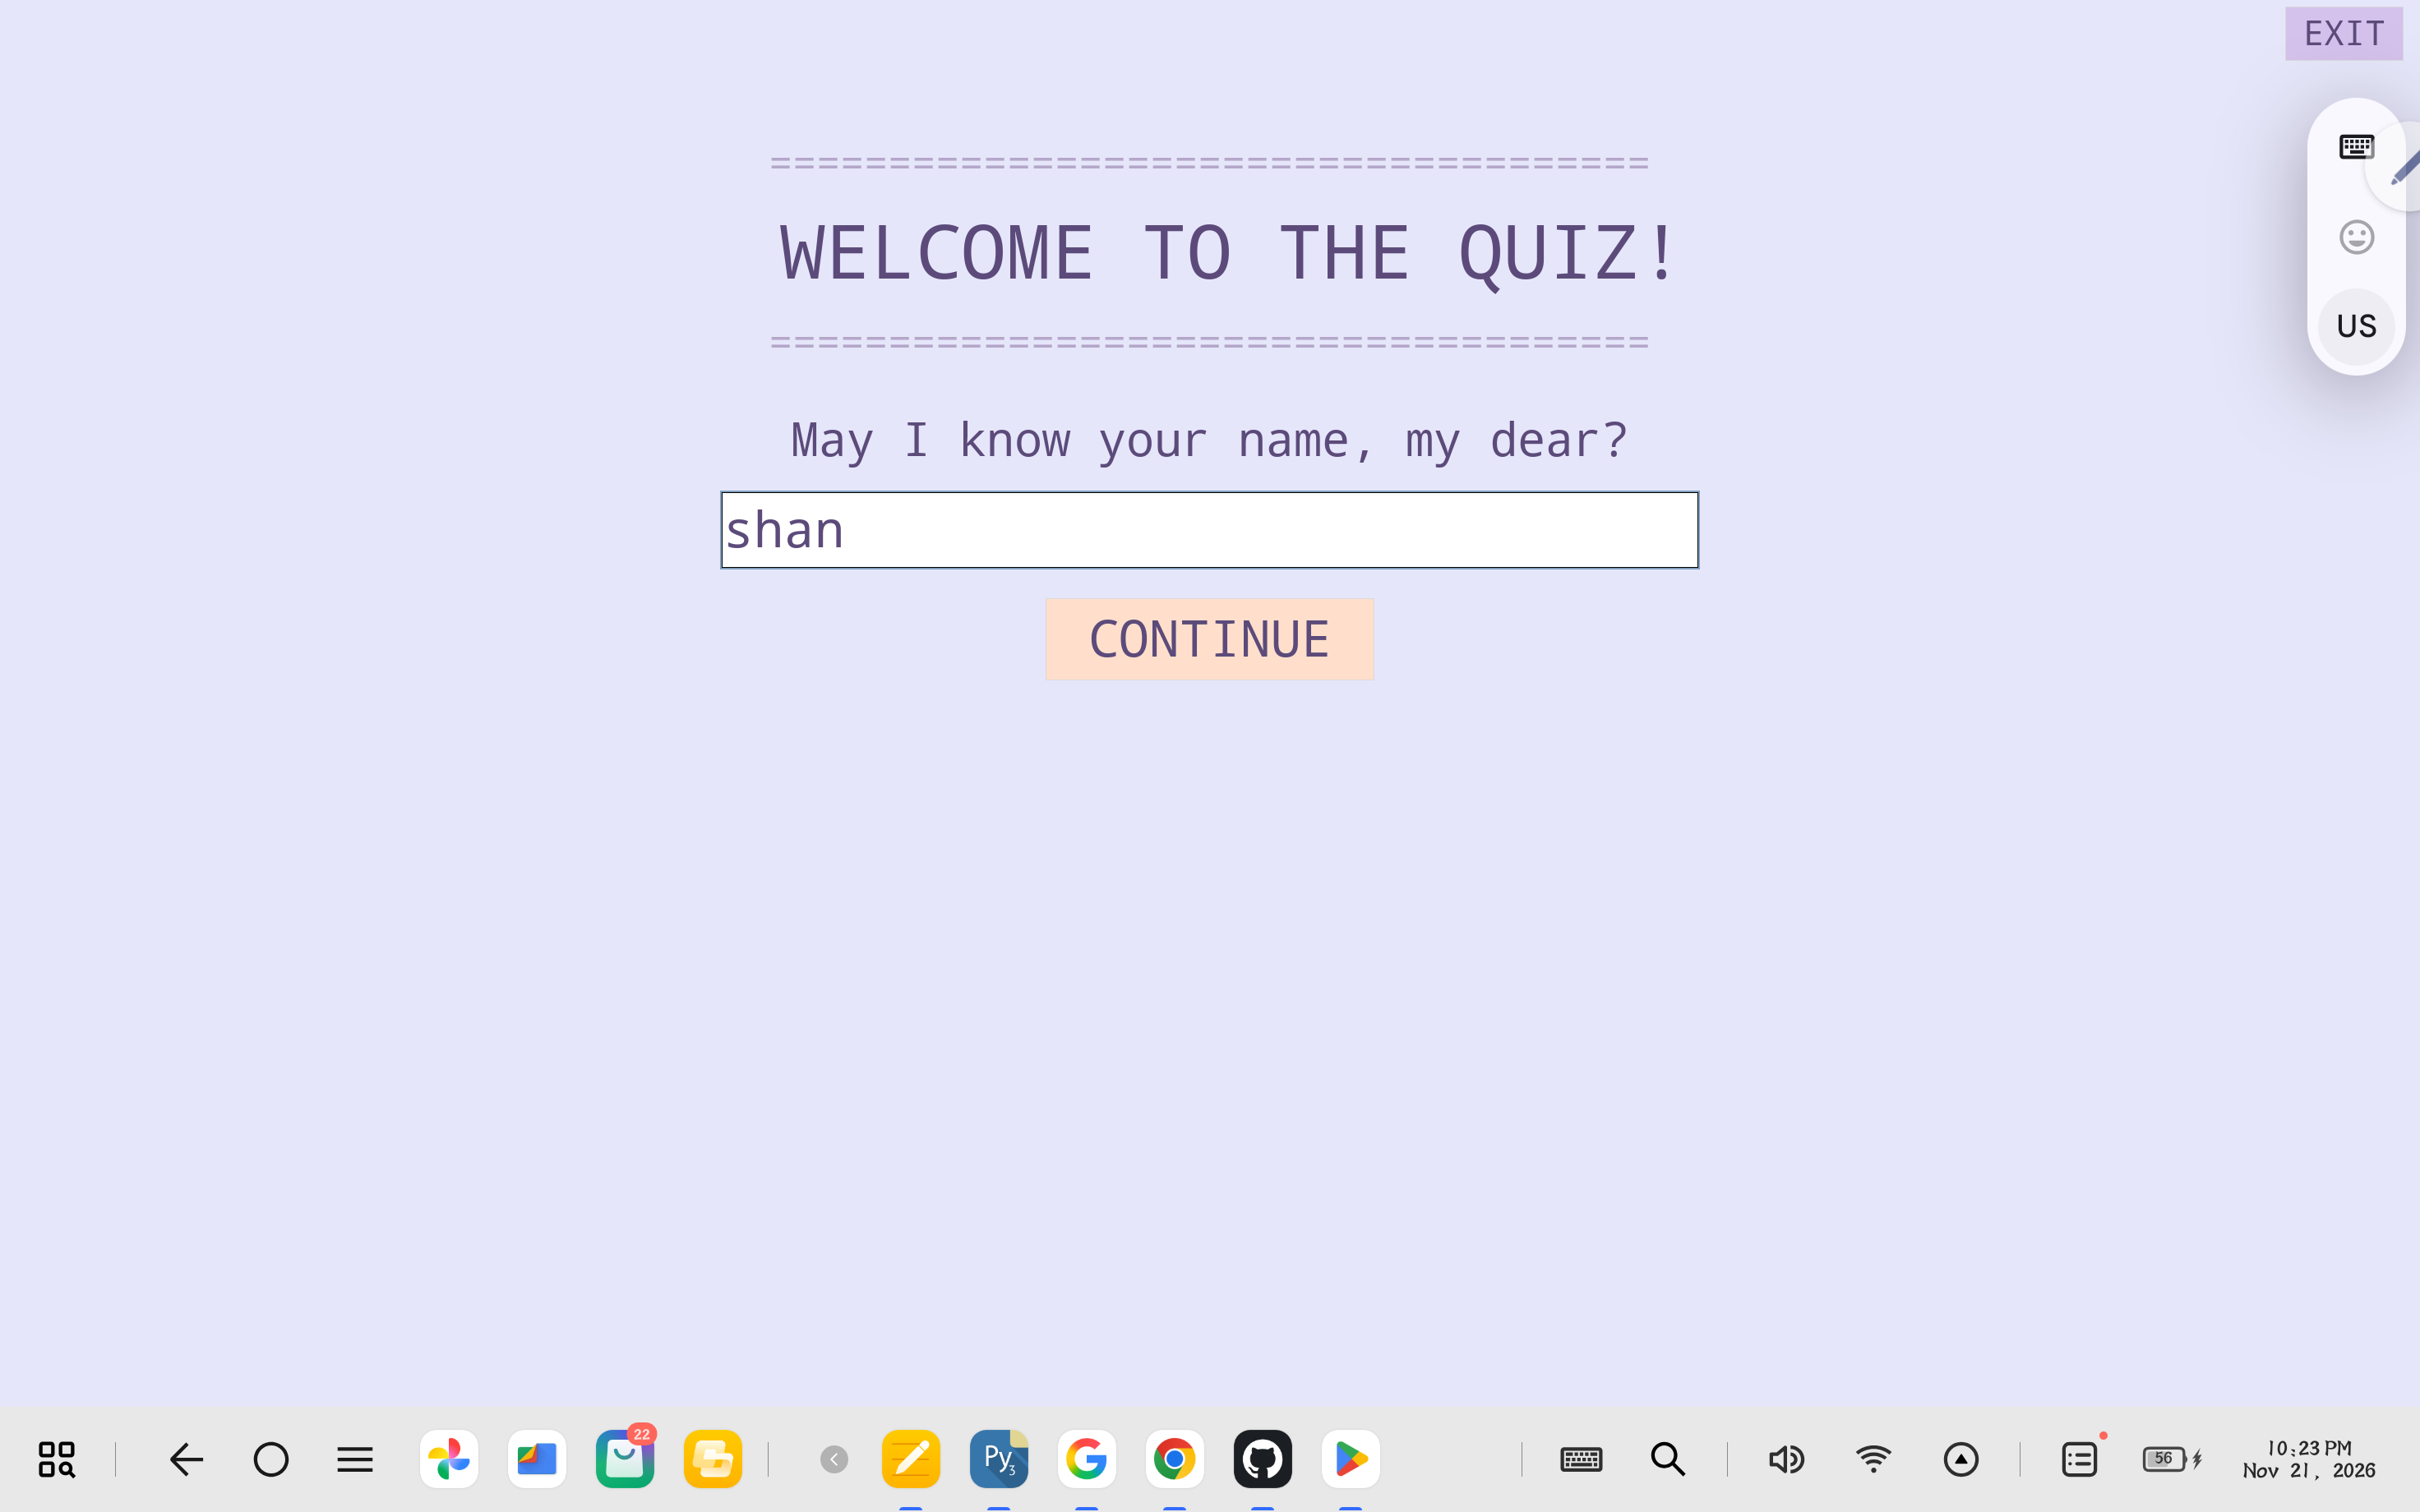 EXIT
=====================================
WELCOME TO THE QUIZ!
=====================================
US
May I know your name, my dear?
shan
CONTINUE
22
Py3
56
10:23 PM
Nov 21, 2026